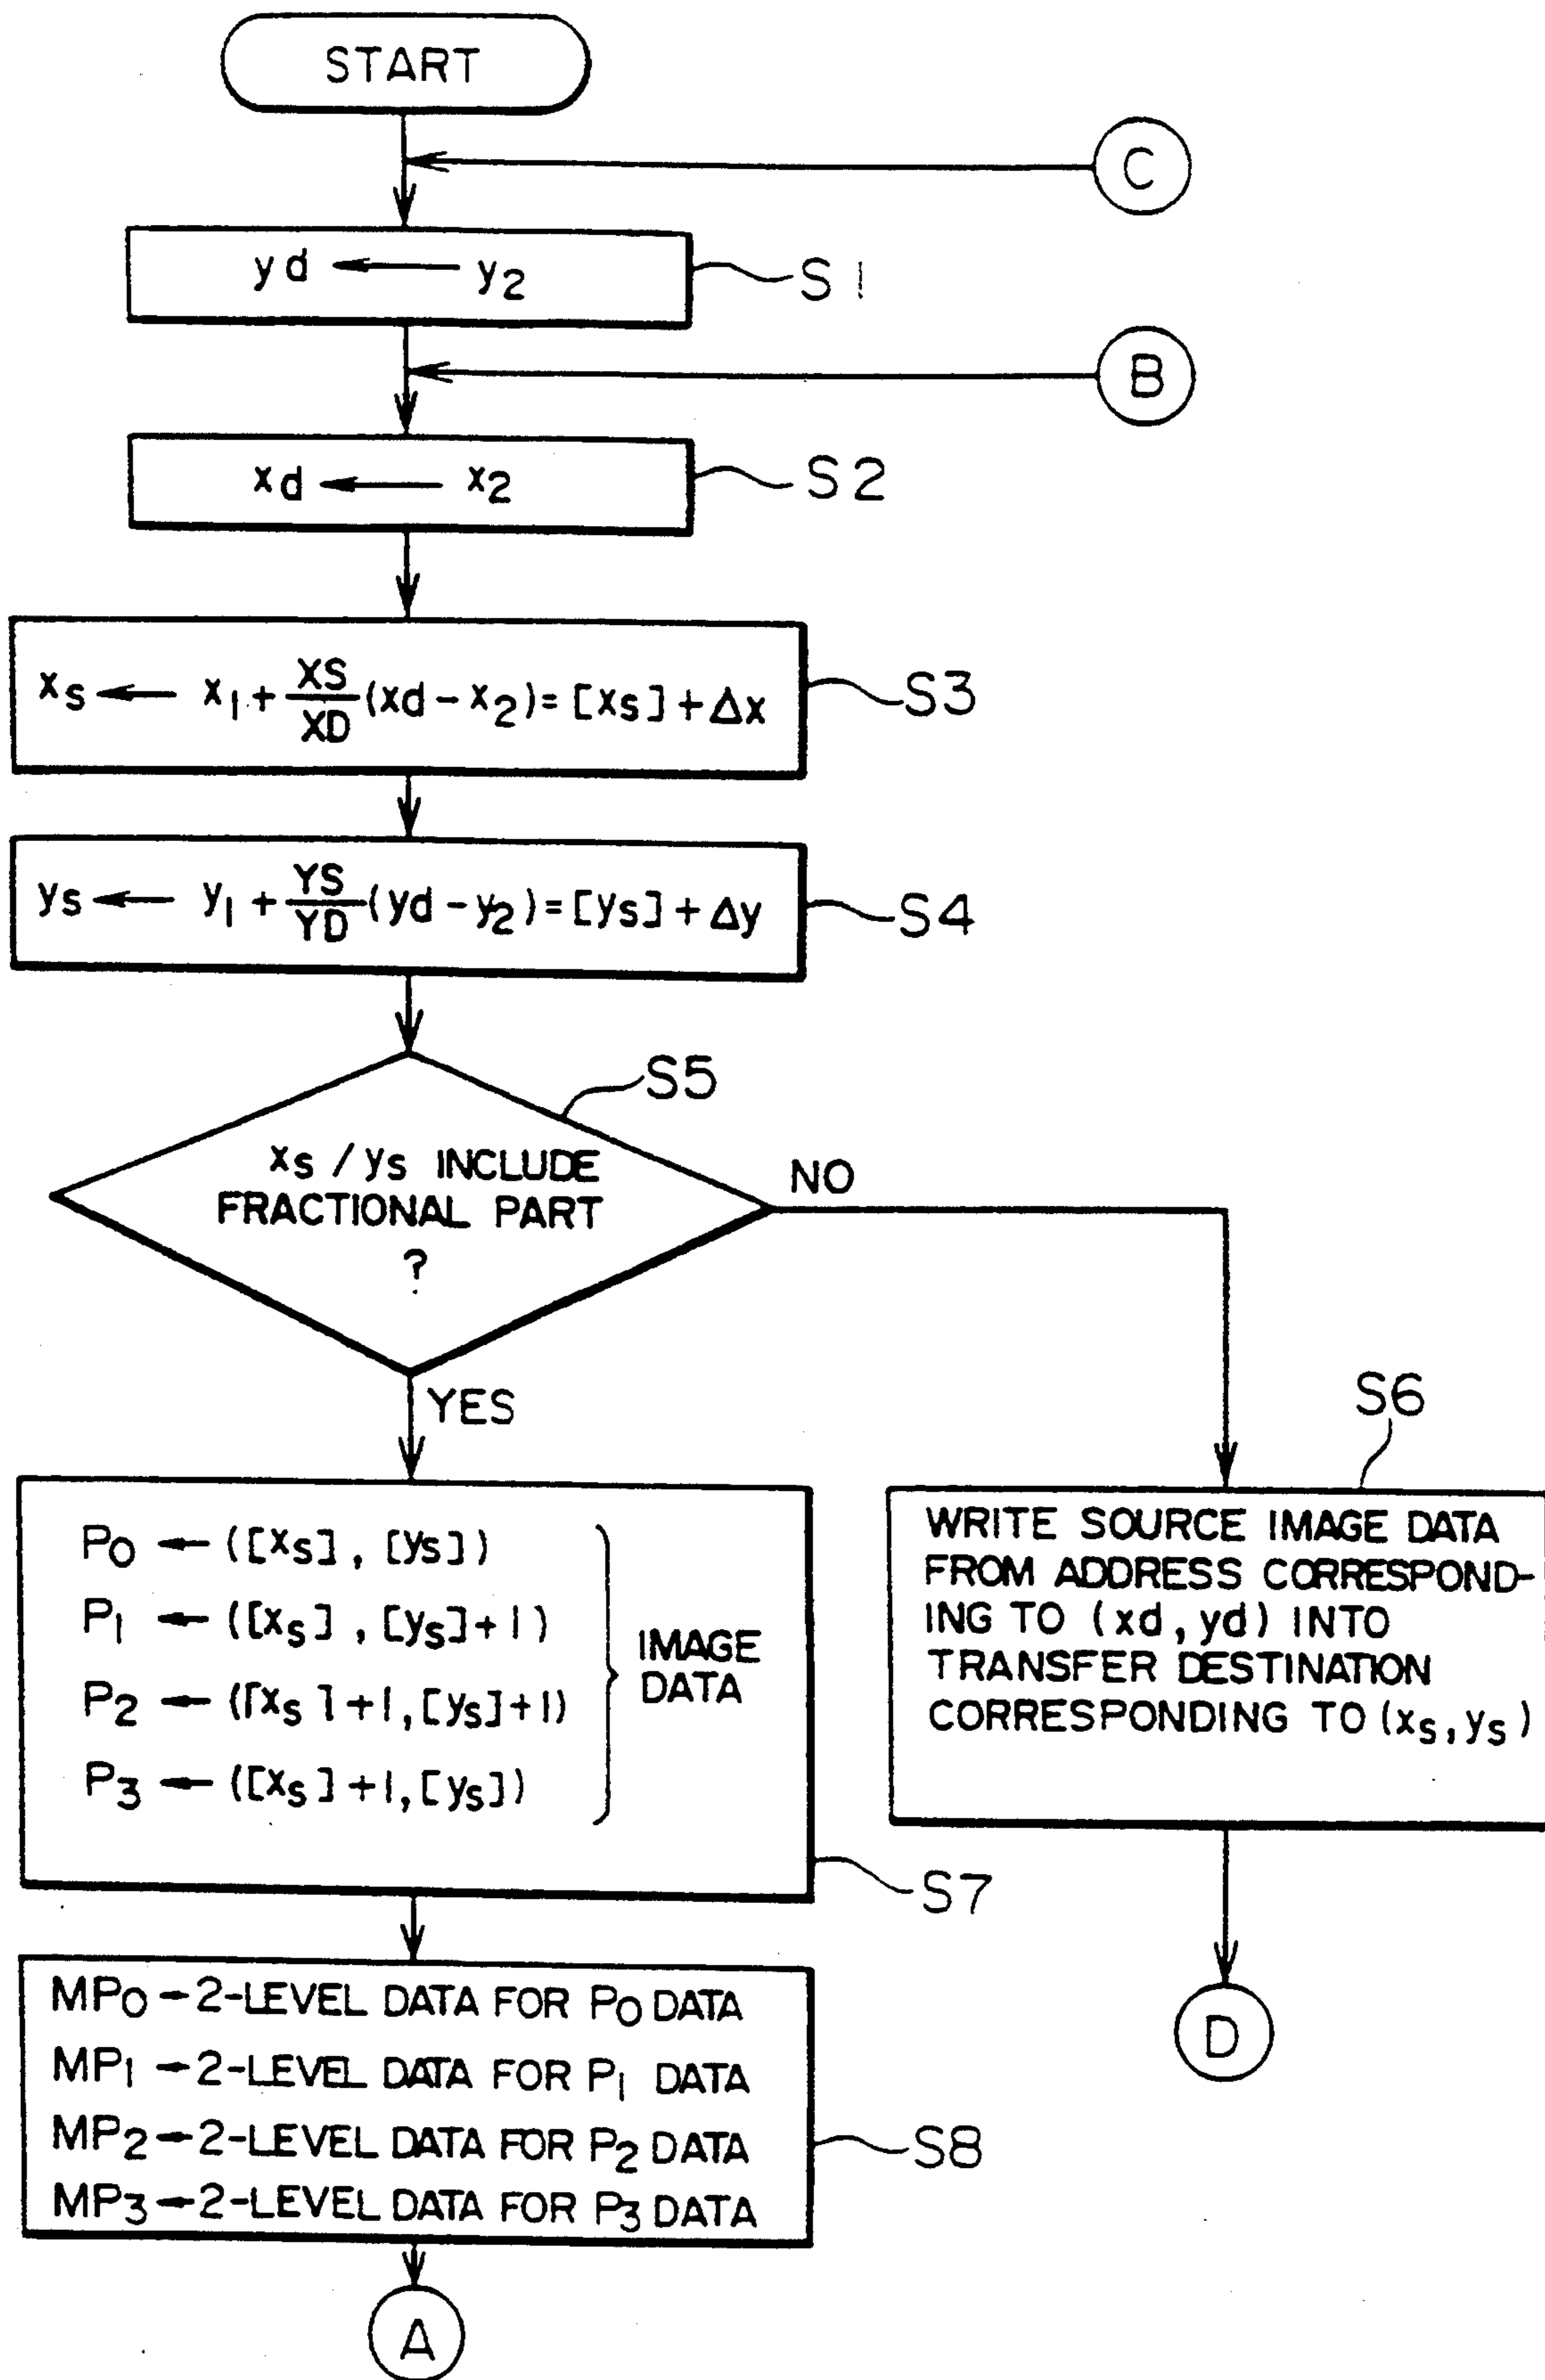 START
C
yd ← y2
S1
B
xd ← x2
S2
xs ← x1 + XS/XD (xd - x2) = [xs] + Δx
S3
ys ← y1 + YS/YD (yd - y2) = [ys] + Δy
S4
S5
xs / ys INCLUDE
FRACTIONAL PART
?
NO
YES
S6
WRITE SOURCE IMAGE DATA
FROM ADDRESS CORRESPOND-
ING TO (xd, yd) INTO
TRANSFER DESTINATION
CORRESPONDING TO (xs, ys)
P0 ← ([xs], [ys])
P1 ← ([xs], [ys]+1)
P2 ← ([xs]+1, [ys]+1)
P3 ← ([xs]+1, [ys])
IMAGE
DATA
S7
MP0 ← 2-LEVEL DATA FOR P0 DATA
MP1 ← 2-LEVEL DATA FOR P1 DATA
MP2 ← 2-LEVEL DATA FOR P2 DATA
MP3 ← 2-LEVEL DATA FOR P3 DATA
S8
D
A